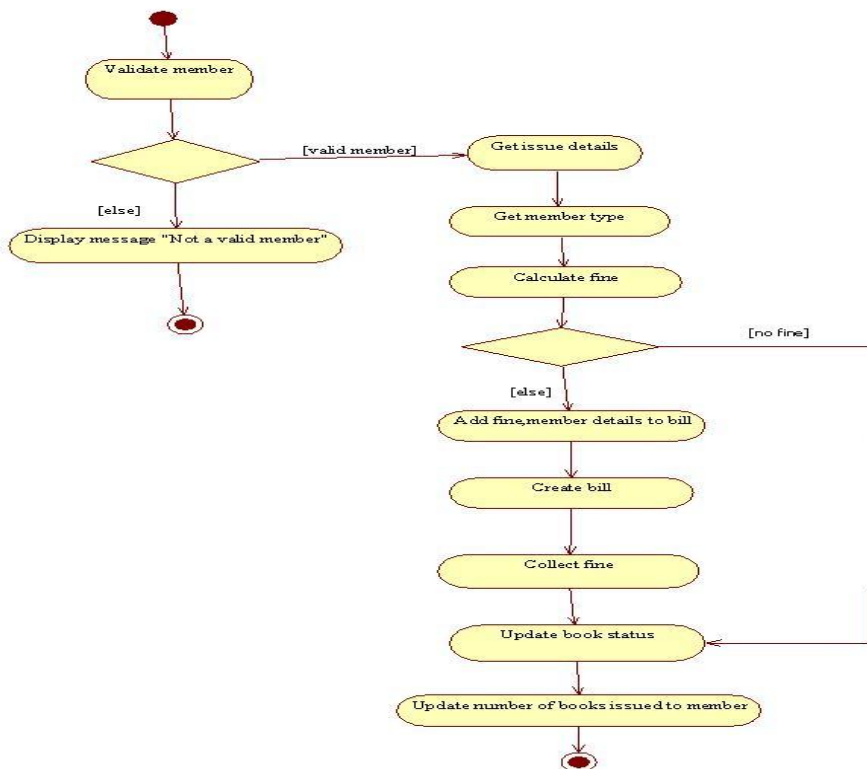 Validate member
[valid member]
Get issue details
[else]
Get member type
Display message "Not a valid member"
Calculate fine
[no fine]
[else]
Add fine,member details to bill
Create bill
Collect fine
Update book status
Update number of books issued to member